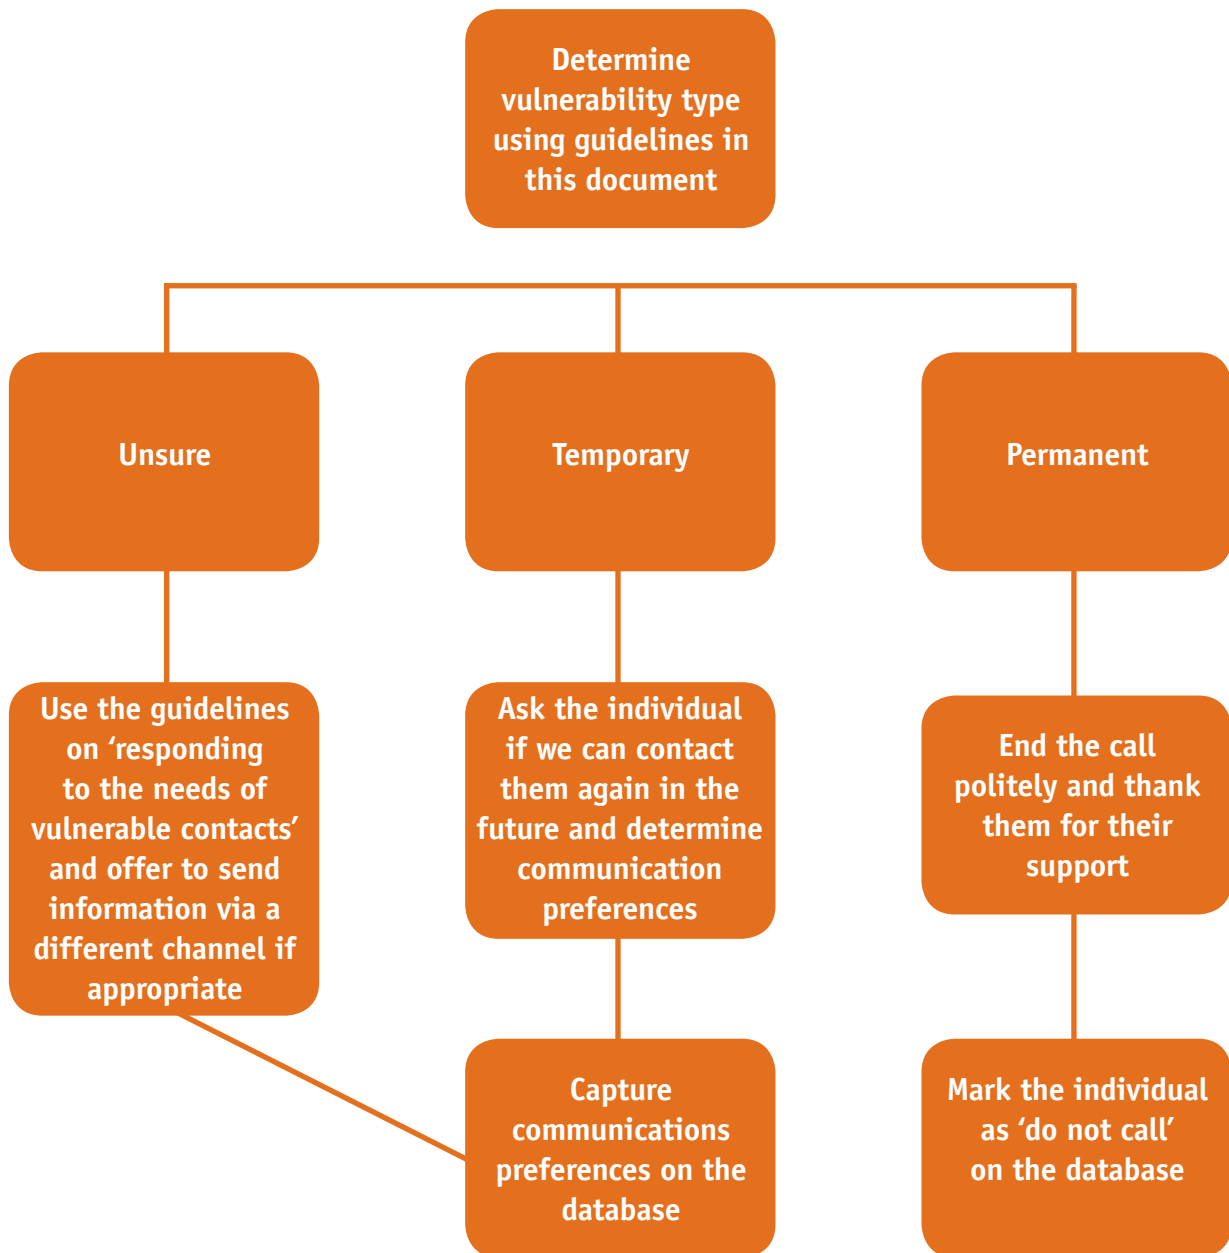 Determine
vulnerability type
using guidelines in
this document
Unsure
Temporary
Permanent
Use the guidelines
on ‘responding
to the needs of
vulnerable contacts’
and offer to send
information via a
different channel if
appropriate
Ask the individual
if we can contact
them again in the
future and determine
communication
preferences
End the call
politely and thank
them for their
support
Capture
communications
preferences on the
database
Mark the individual
as ‘do not call’
on the database